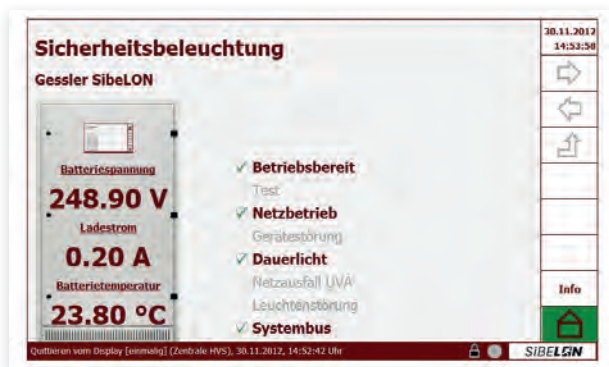 Sicherheitsbeleuchtung
Gessler SibeLON
Batteriespannung
248.90 V
Ladestrom
0.20 A
Batterietemperatur
23.80 °C
Betriebsbereit
Test
Netzbetrieb
Gerätestörung
Dauerlicht
Netzausfall UVA
Leuchtenstörung
Systembus
30.11.2012
14:53:58
Info
Quittieren vom Display [einmalig] (Zentrale HVS), 30.11.2012, 14:52:42 Uhr
SiBELON